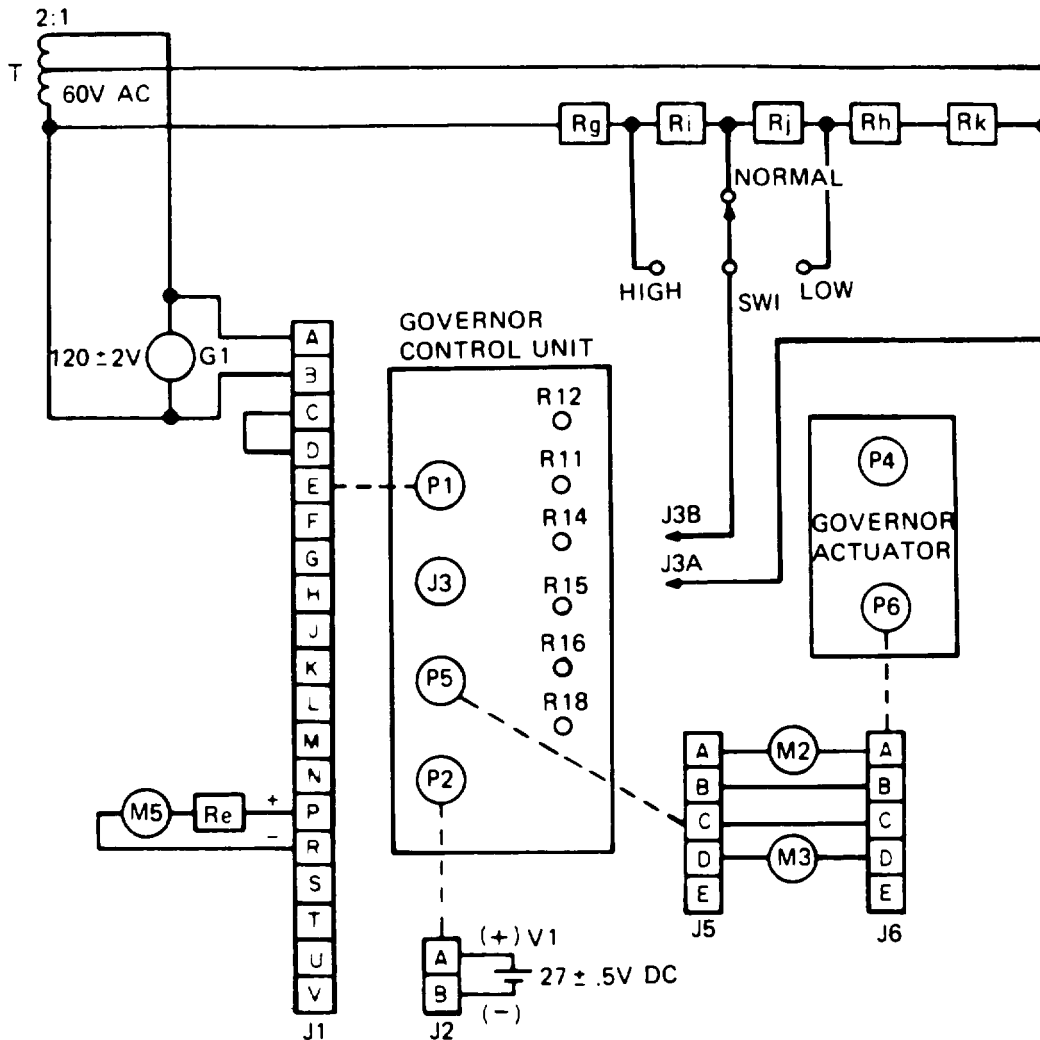 2:1
T
60V AC
Rg
Ri
Rj
Rh
Rk
NORMAL
HIGH
SWI
LOW
120 ± 2V
G1
A
B
C
D
E
F
G
H
J
K
L
M
N
P
R
S
T
U
V
J1
GOVERNOR
CONTROL UNIT
R12
R11
R14
R15
R16
R18
P1
J3
P5
P2
J3B
J3A
P4
GOVERNOR
ACTUATOR
P6
M5
Re
+
-
A
B
J2
(+) V1
27 ± .5V DC
(-)
A
B
C
D
E
J5
M2
M3
A
B
C
D
E
J6